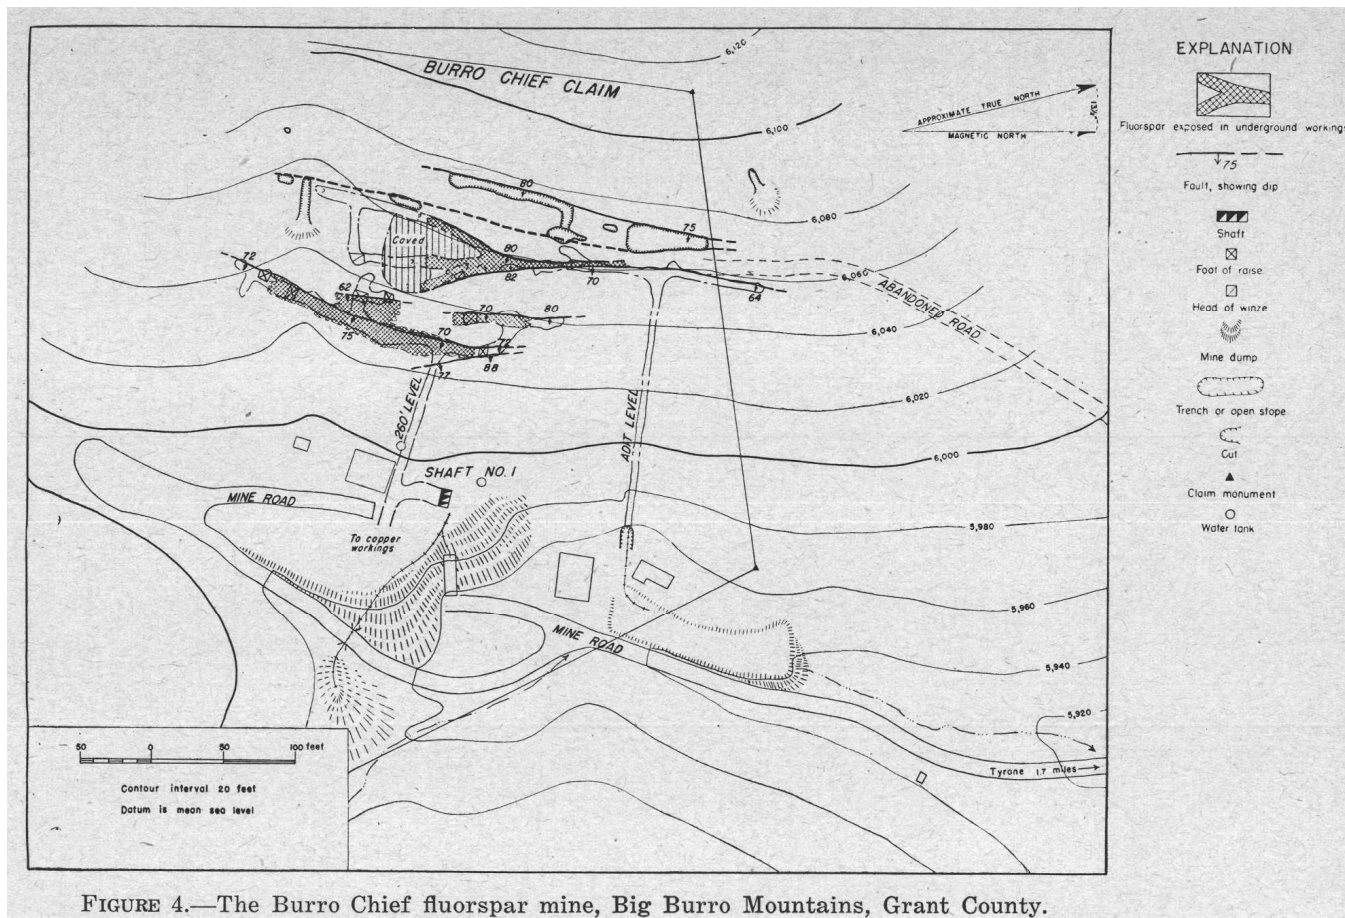 6,120
BURRO CHIEF CLAIM
APPROXIMATE TRUE NORTH
MAGNETIC NORTH
6,100
80
6,080
75
Caved
80
72
82
70
6,060
64
ABANDONED ROAD
62
70
80
75
70
72
88
77
6,040
6,020
260' LEVEL
ADIT LEVEL
6,000
SHAFT NO. 1
MINE ROAD
To copper
workings
5,980
5,960
MINE ROAD
5,940
5,920
Tyrone 1.7 miles
50 0 50 100 feet
Contour interval 20 feet
Datum is mean sea level
EXPLANATION
Fluorspar exposed in underground workings
75
Fault, showing dip
Shaft
Foot of raise
Head of winze
Mine dump
Trench or open stope
Cut
Claim monument
Water tank
FIGURE 4.—The Burro Chief fluorspar mine, Big Burro Mountains, Grant County.